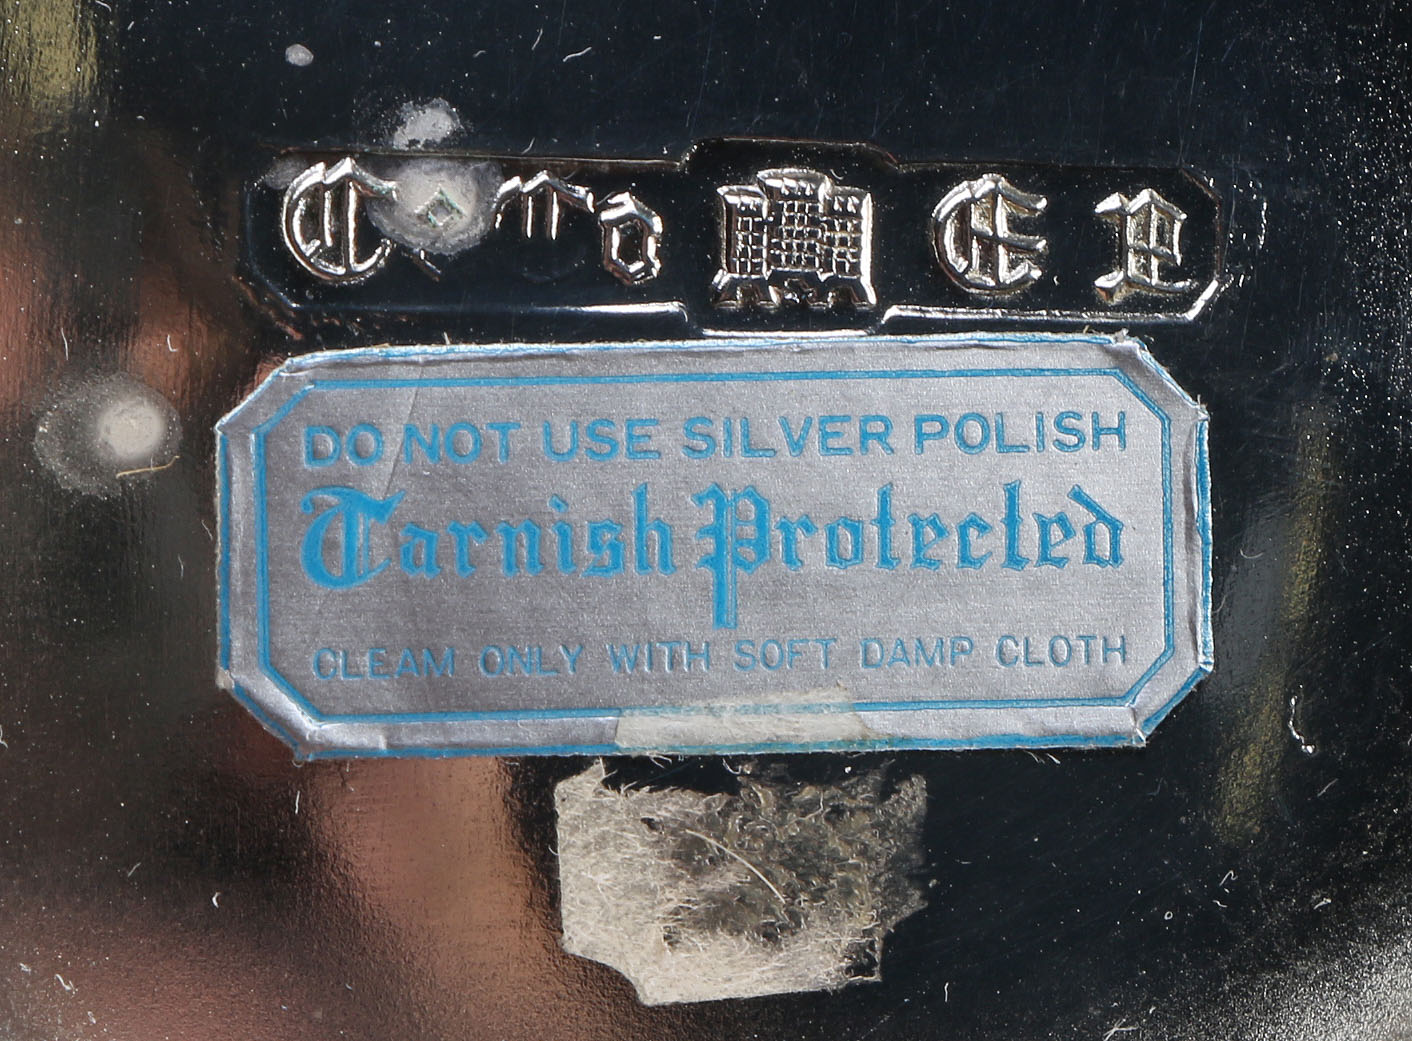 E P
DO NOT USE SILVER POLISH
Tarnish Protected
CLEAM ONLY WITH SOFT DAMP CLOTH